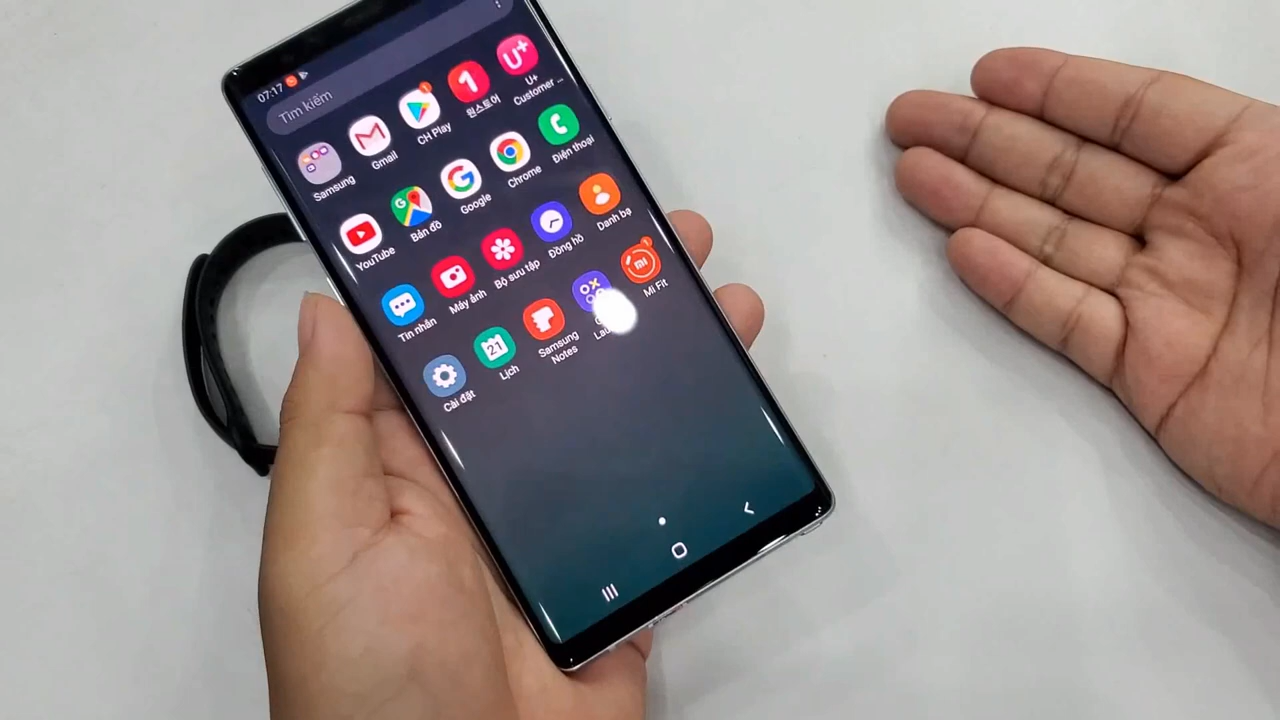 07:17
Tìm kiếm
Samsung
Gmail
CH Play
1
원스토어
U+
U+
Customer ...
YouTube
G
Bản đồ
Google
Chrome
Điện thoại
Tin nhắn
Máy ảnh
Bộ sưu tập
Đồng hồ
Danh bạ
Cài đặt
21
Lịch
Samsung
Notes
mi
Mi Fit